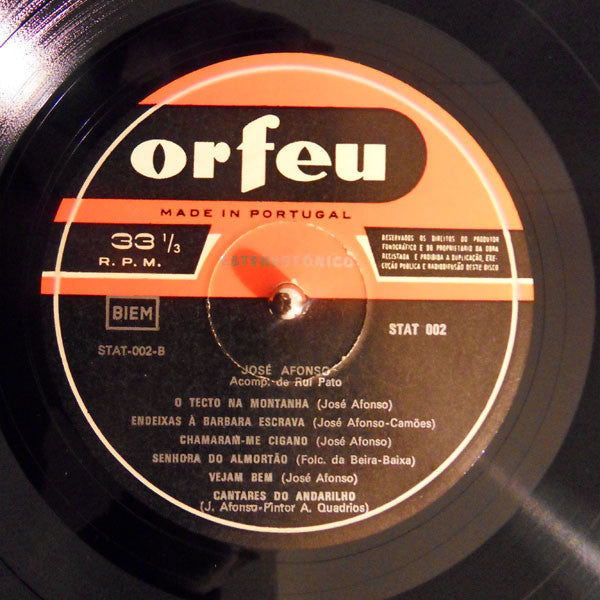 orfeu
MADE IN PORTUGAL
33 1/3
R. P. M.
ESTEREOFÓNICO
RESERVADOS OS DIREITOS DO PRODUTOR
FONOGRÁFICO E DO PROPRIETARIO DA OBRA
REGISTADA E PROIBIDA A DUPLICAÇÃO, EXE-
CUÇÃO PUBLICA E RADIODIFUSÃO DESTE DISCO
BIEM
STAT 002
STAT-002-B
JOSÉ AFONSO
Acomp. de Rui Pato
O TECTO NA MONTANHA (José Afonso)
ENDEIXAS À BARBARA ESCRAVA (José Afonso-Camões)
CHAMARAM-ME CIGANO (José Afonso)
SENHORA DO ALMORTÃO (Folc. da Beira-Baixa)
VEJAM BEM (José Afonso)
CANTARES DO ANDARILHO
(J. Afonso-Pintor A. Quadrios)